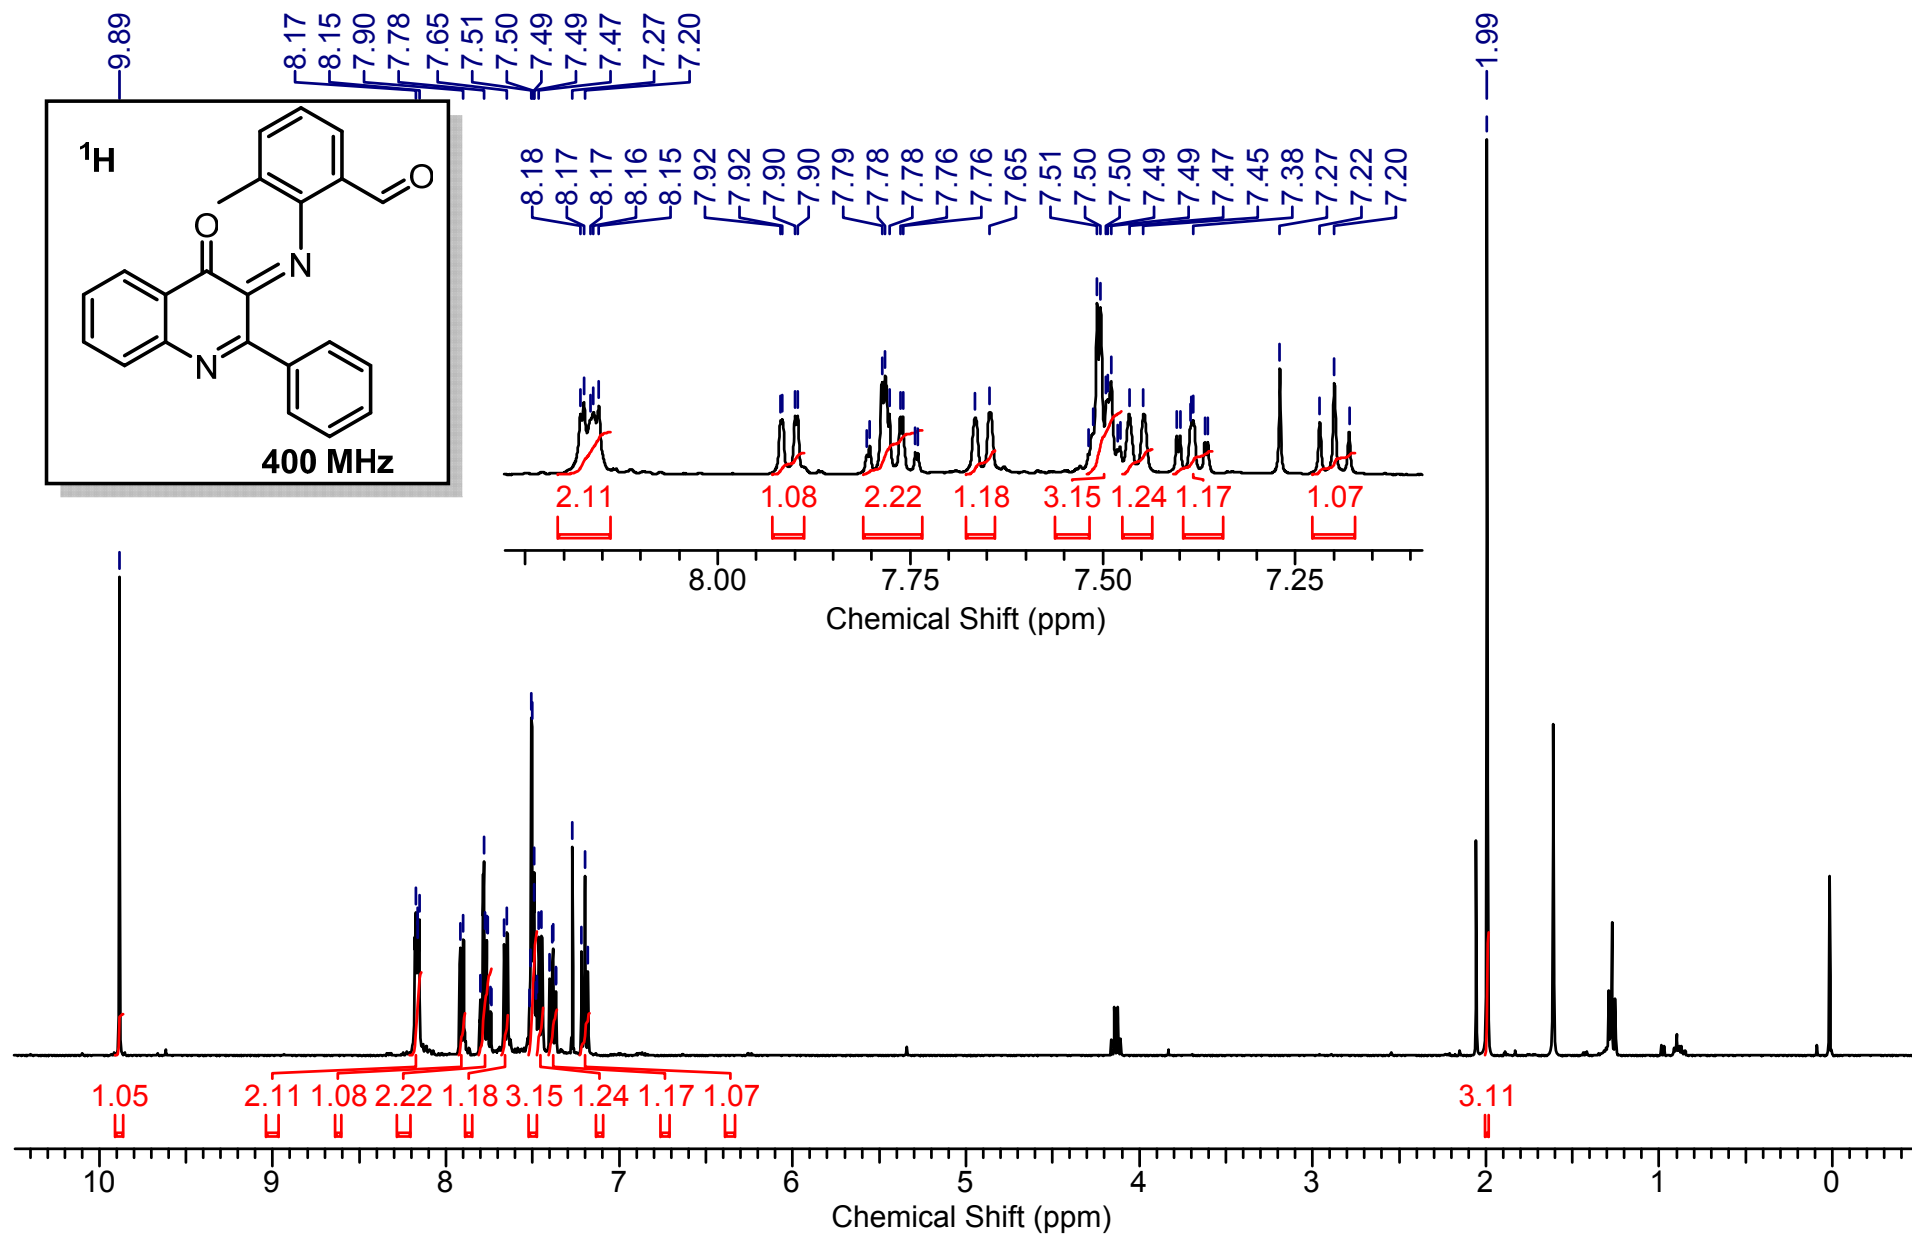 9.89
8.17 8.15 7.90 7.78 7.65 7.51 7.50 7.49 7.49 7.47 7.27 7.20
1.99
1H
O
O
N
N
400 MHz
8.18 8.17 8.17 8.16 8.15 7.92 7.92 7.90 7.90 7.79 7.78 7.78 7.76 7.76 7.65 7.51 7.50 7.50 7.49 7.49 7.47 7.45 7.38 7.27 7.22 7.20
2.11 1.08 2.22 1.18 3.15 1.24 1.17 1.07
8.00 7.75 7.50 7.25
Chemical Shift (ppm)
1.05 2.11 1.08 2.22 1.18 3.15 1.24 1.17 1.07 3.11
10 9 8 7 6 5 4 3 2 1 0
Chemical Shift (ppm)